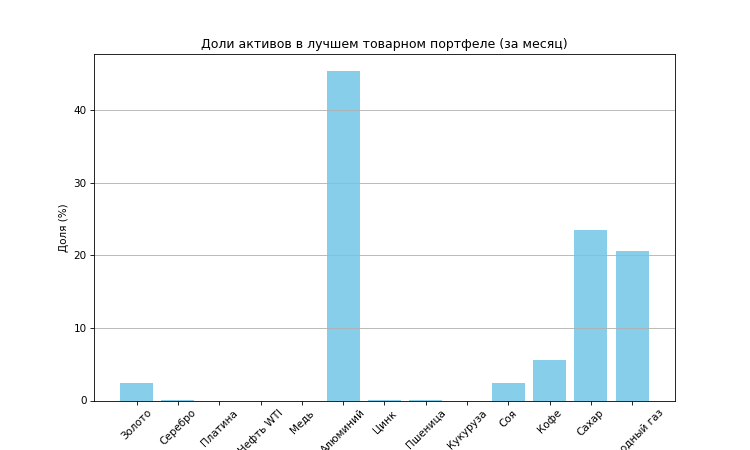 Доли активов в лучшем товарном портфеле (за месяц)
Доля (%)
40
30
20
10
0
Золото
Серебро
Платина
Нефть WTI
Медь
Алюминий
Цинк
Пшеница
Кукуруза
Соя
Кофе
Сахар
одный газ